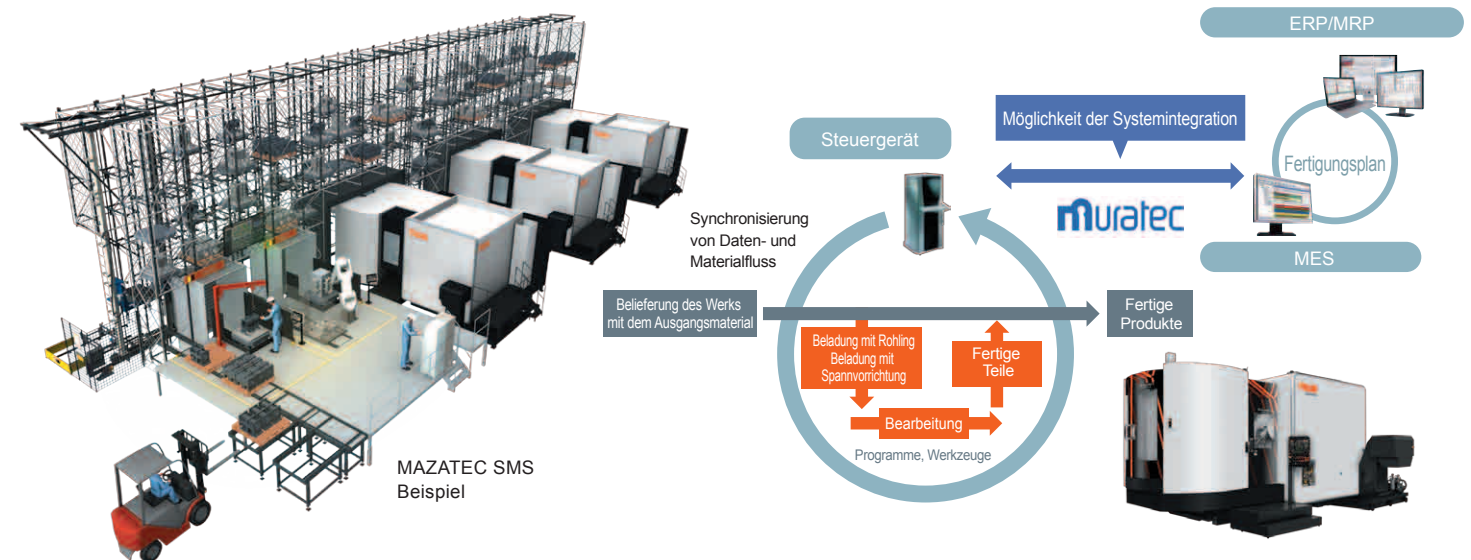 ERP/MRP
Möglichkeit der Systemintegration
Steuergerät
Fertigungsplan
muratec
Synchronisierung
von Daten- und
Materialfluss
MES
Belieferung des Werks
mit dem Ausgangsmaterial
Fertige
Produkte
Beladung mit Rohling
Beladung mit
Spannvorrichtung
Fertige
Teile
Bearbeitung
Programme, Werkzeuge
MAZATEC SMS
Beispiel